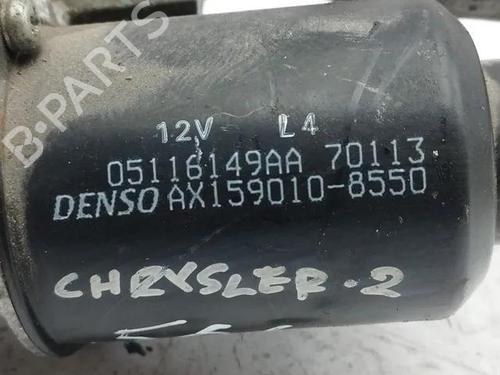 B-PARTS
12V L4
05116149AA 70113
DENSO AX159010-8550
CHRYSLER-2